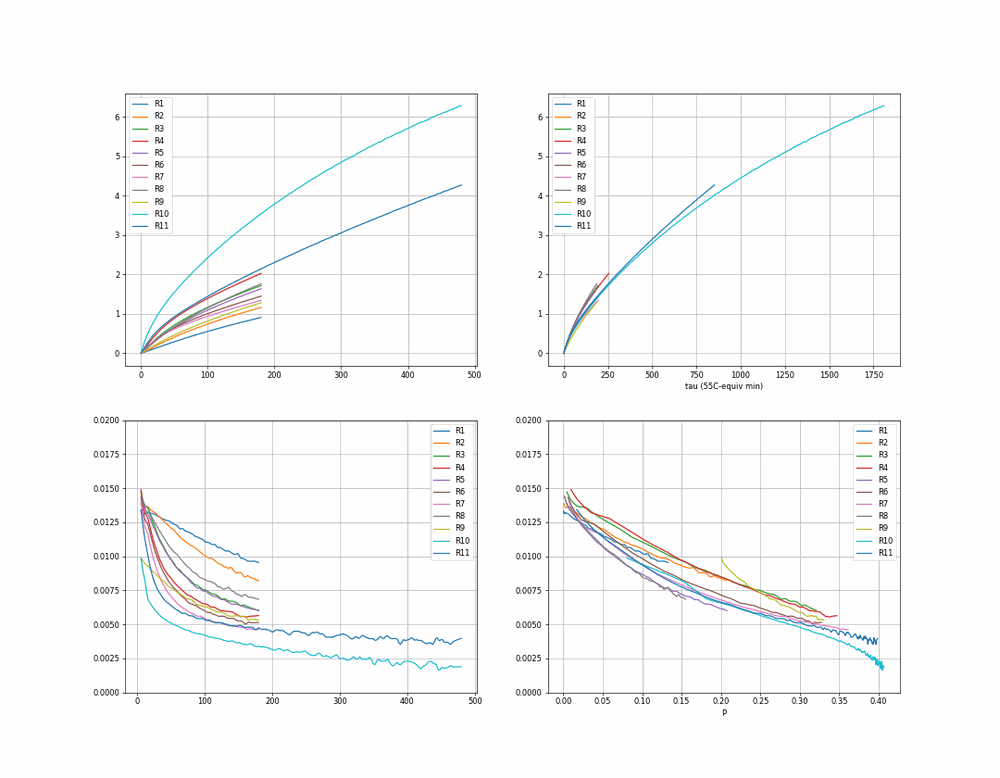 R1
R2
R3
R4
R5
R6
R7
R8
R9
R10
R11
6
5
4
3
2
1
0
0 100 200 300 400 500
R1
R2
R3
R4
R5
R6
R7
R8
R9
R10
R11
6
5
4
3
2
1
0
0 250 500 750 1000 1250 1500 1750
tau (55C-equiv min)
R1
R2
R3
R4
R5
R6
R7
R8
R9
R10
R11
0.0200
0.0175
0.0150
0.0125
0.0100
0.0075
0.0050
0.0025
0.0000
0 100 200 300 400 500
R1
R2
R3
R4
R5
R6
R7
R8
R9
R10
R11
0.0200
0.0175
0.0150
0.0125
0.0100
0.0075
0.0050
0.0025
0.0000
0.00 0.05 0.10 0.15 0.20 0.25 0.30 0.35 0.40
P